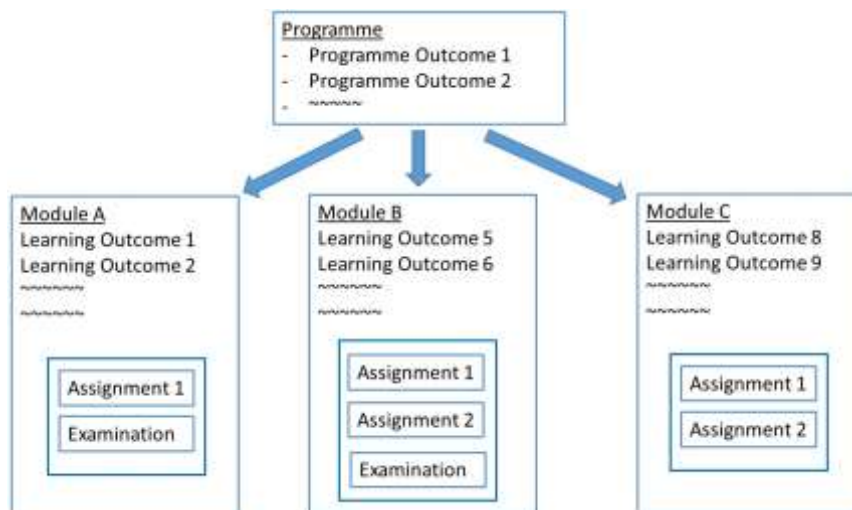 Programme
- Programme Outcome 1
- Programme Outcome 2
- ~~~~~
Module A
Learning Outcome 1
Learning Outcome 2
~~~~~~
~~~~~~
Assignment 1
Examination
Module B
Learning Outcome 5
Learning Outcome 6
~~~~~~
~~~~~~
Assignment 1
Assignment 2
Examination
Module C
Learning Outcome 8
Learning Outcome 9
~~~~~~
~~~~~~
Assignment 1
Assignment 2